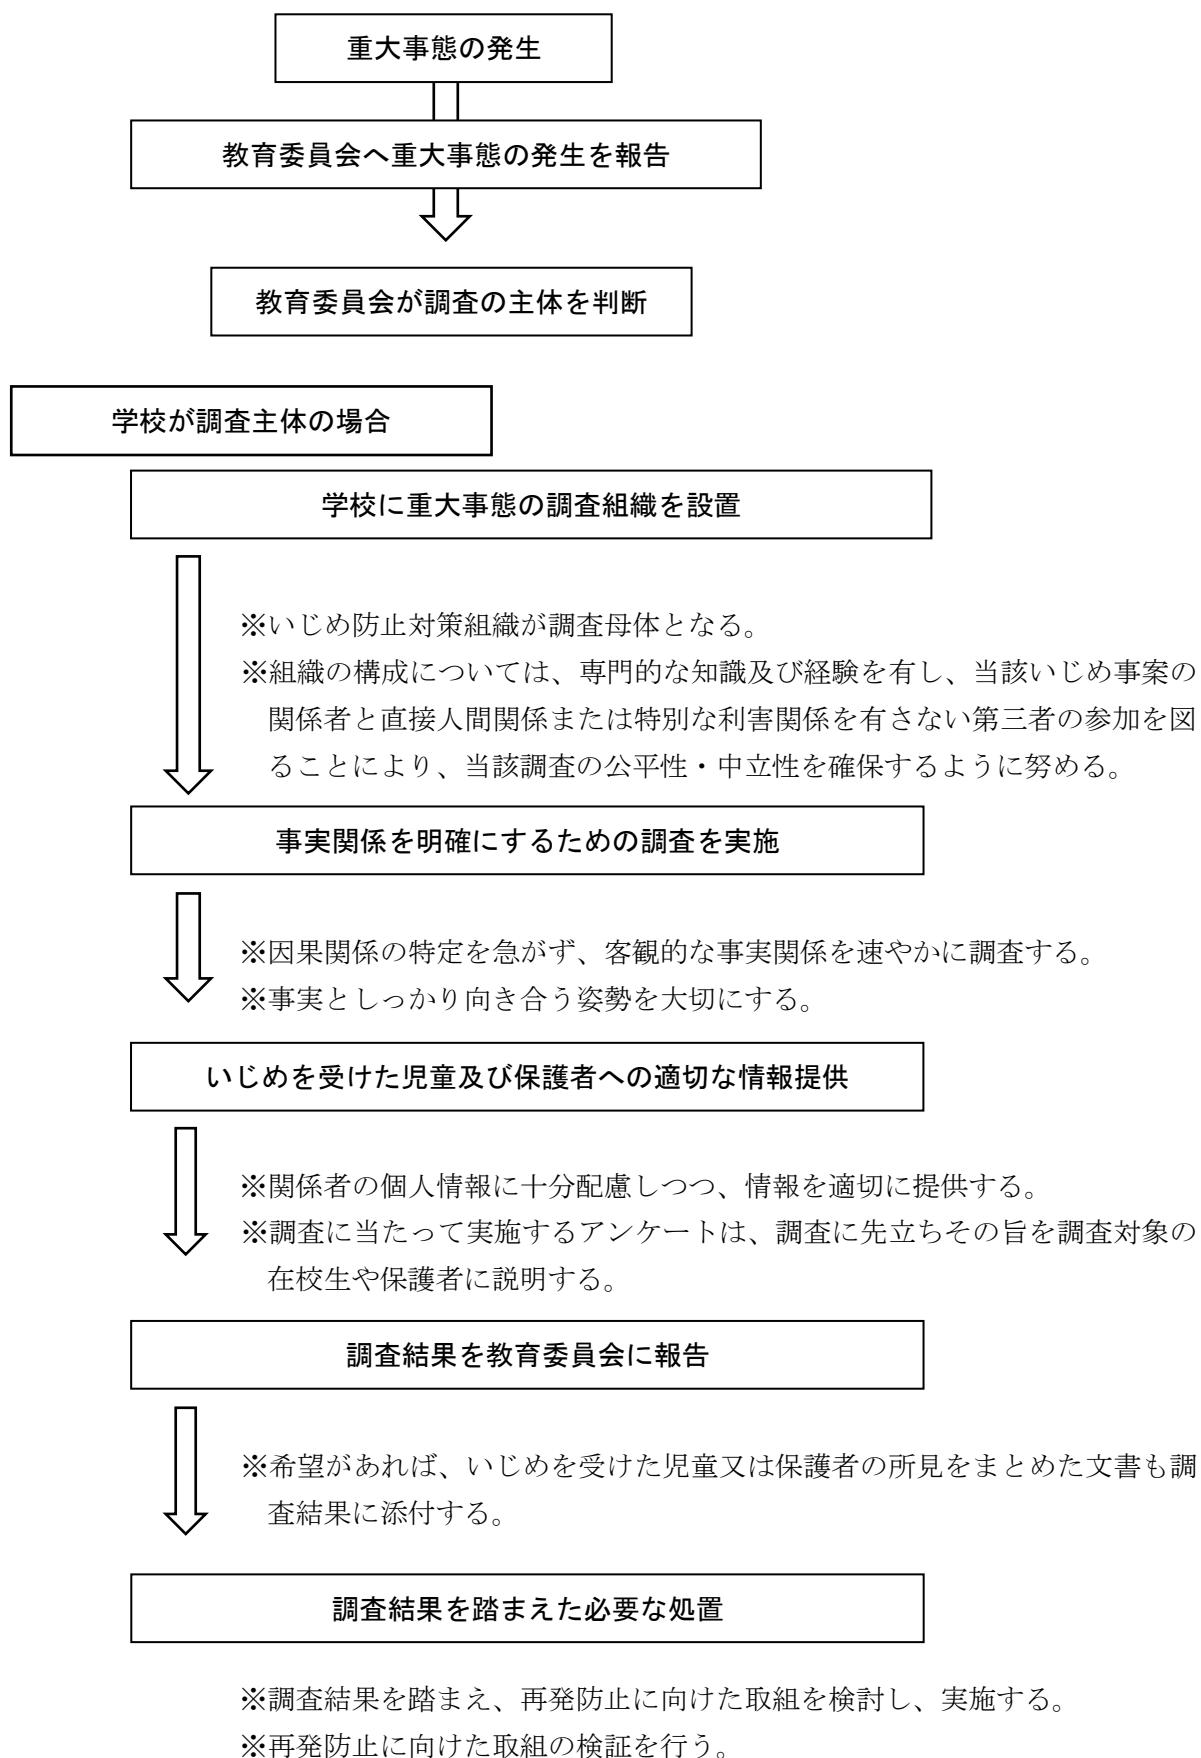 重大事態の発生
教育委員会へ重大事態の発生を報告
教育委員会が調査の主体を判断
学校が調査主体の場合
学校に重大事態の調査組織を設置
※いじめ防止対策組織が調査母体となる。
※組織の構成については、専門的な知識及び経験を有し、当該いじめ事案の
関係者と直接人間関係または特別な利害関係を有さない第三者の参加を図
ることにより、当該調査の公平性・中立性を確保するように努める。
事実関係を明確にするための調査を実施
※因果関係の特定を急がず、客観的な事実関係を速やかに調査する。
※事実としっかり向き合う姿勢を大切にする。
いじめを受けた児童及び保護者への適切な情報提供
※関係者の個人情報に十分配慮しつつ、情報を適切に提供する。
※調査に当たって実施するアンケートは、調査に先立ちその旨を調査対象の
在校生や保護者に説明する。
調査結果を教育委員会に報告
※希望があれば、いじめを受けた児童又は保護者の所見をまとめた文書も調
査結果に添付する。
調査結果を踏まえた必要な処置
※調査結果を踏まえ、再発防止に向けた取組を検討し、実施する。
※再発防止に向けた取組の検証を行う。